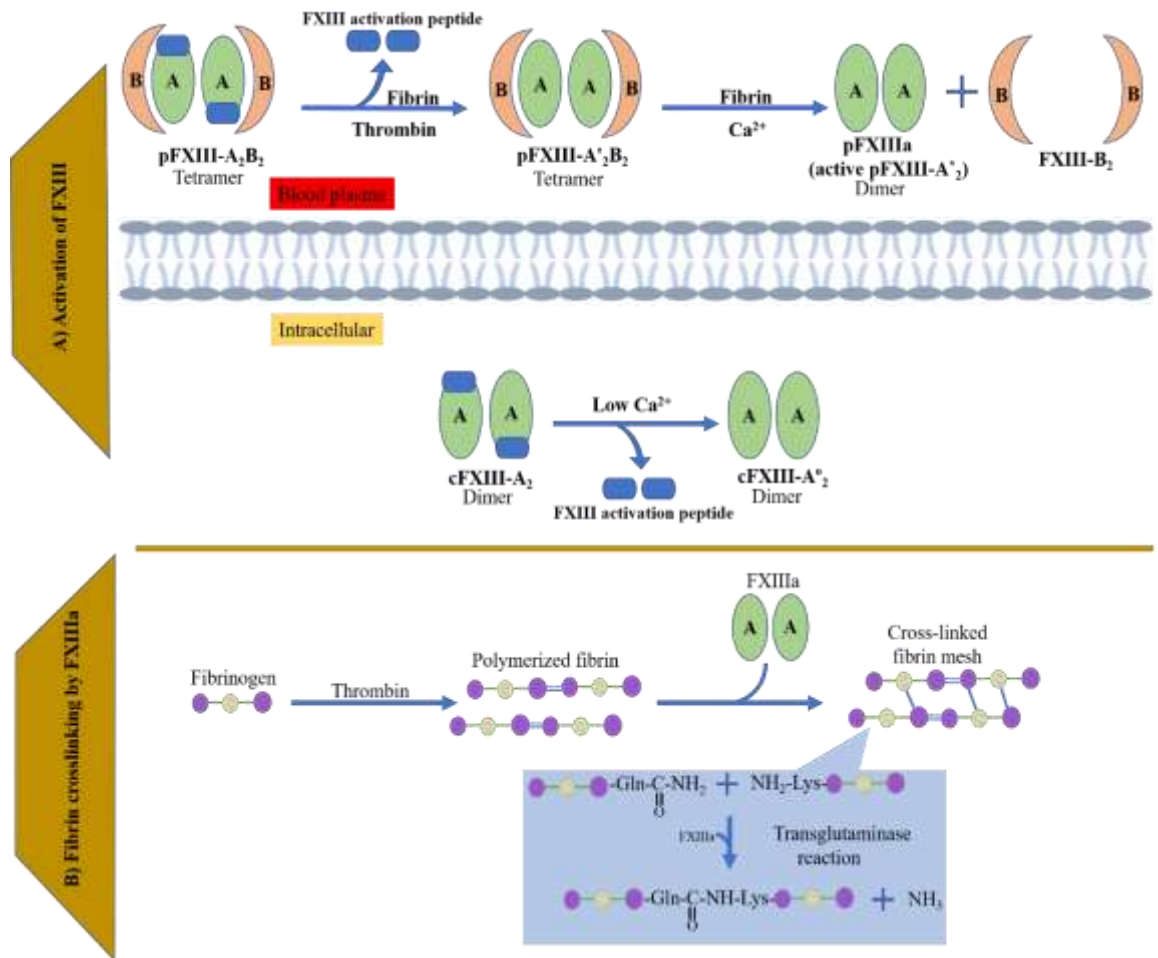 A) Activation of FXIII
FXIII activation peptide
B A A B
Fibrin
Thrombin
pFXIII-A₂B₂
Tetramer
B A A B
pFXIII-A'₂B₂
Tetramer
Fibrin
Ca²⁺
A A
pFXIIIa
(active pFXIII-A*₂)
Dimer
+
B B
FXIII-B₂
Blood plasma
Intracellular
A A
cFXIII-A₂
Dimer
Low Ca²⁺
FXIII activation peptide
A A
cFXIII-A°₂
Dimer
B) Fibrin crosslinking by FXIIIa
Fibrinogen
Thrombin
Polymerized fibrin
FXIIIa
A A
Cross-linked
fibrin mesh
-Gln-C-NH₂ + NH₂-Lys-
O
FXIIIa
Transglutaminase
reaction
-Gln-C-NH-Lys- + NH₃
O